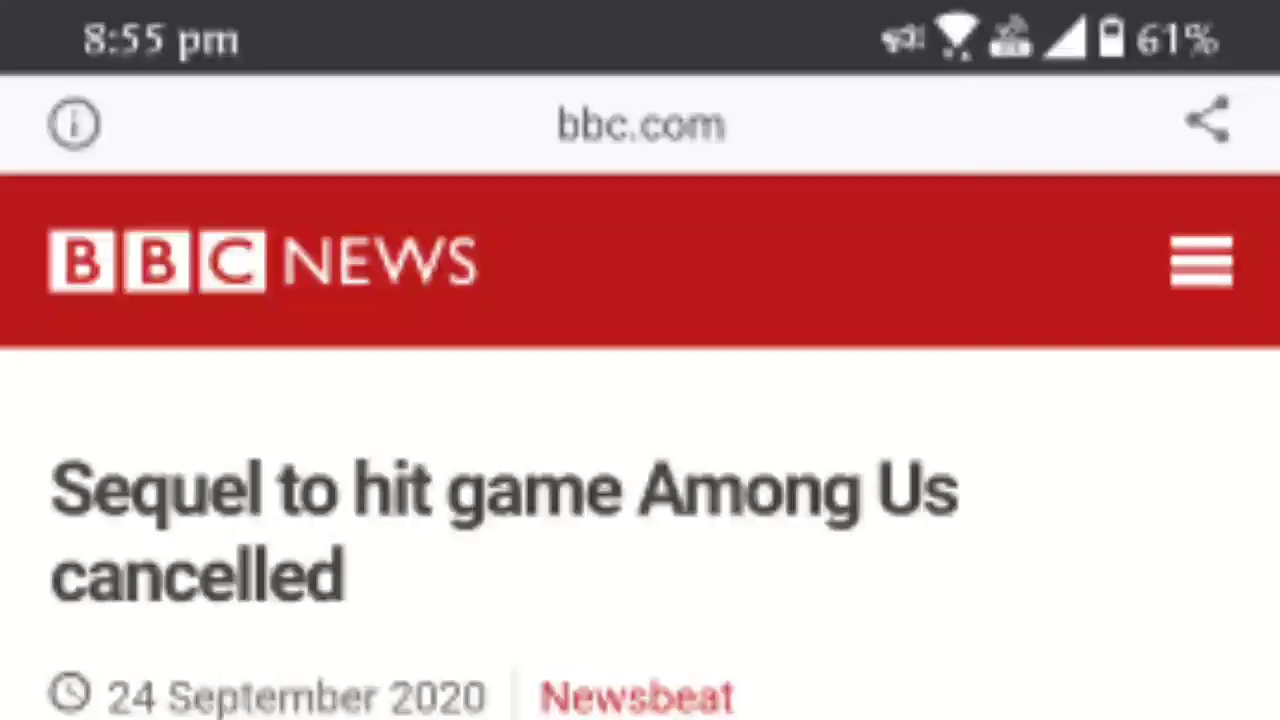 8:55 pm 61%
bbc.com
BBC NEWS
Sequel to hit game Among Us
cancelled
24 September 2020 Newsbeat